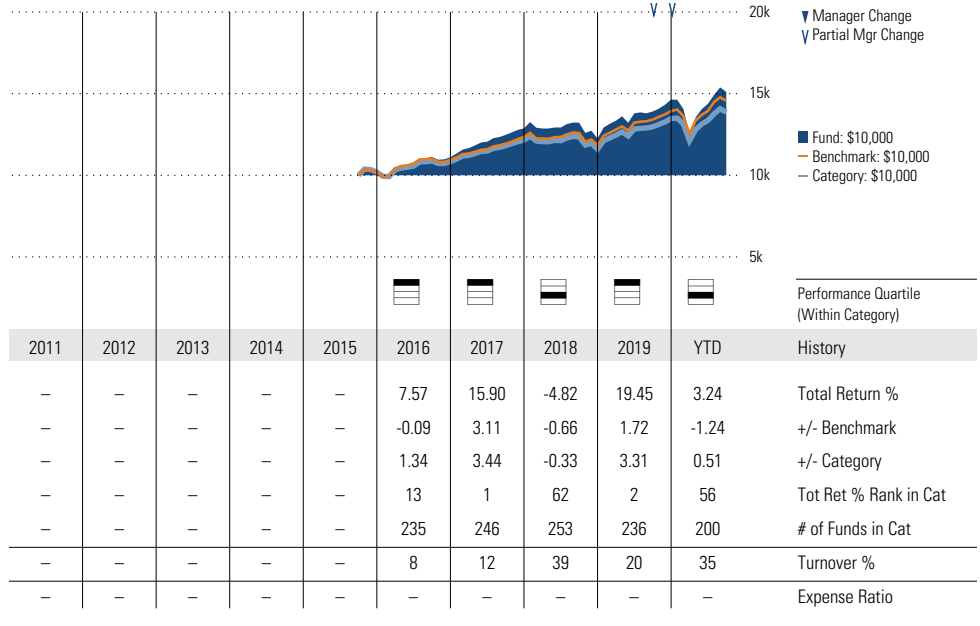 20k
▼ Manager Change
∨ Partial Mgr Change
15k
Fund: $10,000
Benchmark: $10,000
10k
Category: $10,000
5k
Performance Quartile
(Within Category)
2011 2012 2013 2014 2015 2016 2017 2018 2019 YTD History
– – – – – 7.57 15.90 -4.82 19.45 3.24 Total Return %
– – – – – -0.09 3.11 -0.66 1.72 -1.24 +/- Benchmark
– – – – – 1.34 3.44 -0.33 3.31 0.51 +/- Category
– – – – – 13 1 62 2 56 Tot Ret % Rank in Cat
– – – – – 235 246 253 236 200 # of Funds in Cat
– – – – – 8 12 39 20 35 Turnover %
– – – – – – – – – – Expense Ratio